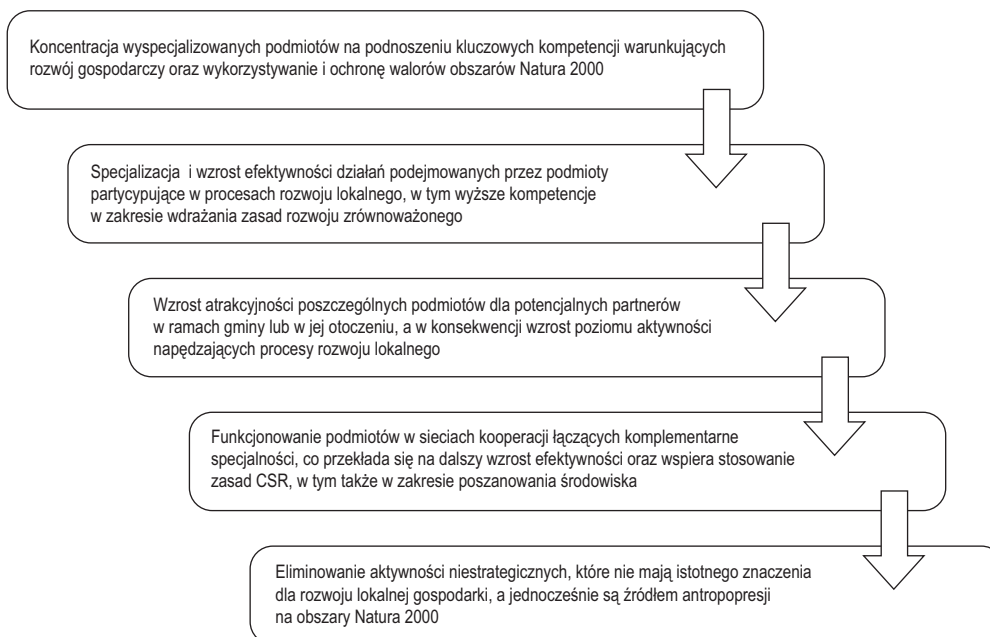 Koncentracja wyspecjalizowanych podmiotów na podnoszeniu kluczowych kompetencji warunkujących
rozwój gospodarczy oraz wykorzystywanie i ochronę walorów obszarów Natura 2000
Specjalizacja i wzrost efektywności działań podejmowanych przez podmioty
partycypujące w procesach rozwoju lokalnego, w tym wyższe kompetencje
w zakresie wdrażania zasad rozwoju zrównoważonego
Wzrost atrakcyjności poszczególnych podmiotów dla potencjalnych partnerów
w ramach gminy lub w jej otoczeniu, a w konsekwencji wzrost poziomu aktywności
napędzających procesy rozwoju lokalnego
Funkcjonowanie podmiotów w sieciach kooperacji łączących komplementarne
specjalności, co przekłada się na dalszy wzrost efektywności oraz wspiera stosowanie
zasad CSR, w tym także w zakresie poszanowania środowiska
Eliminowanie aktywności niestrategicznych, które nie mają istotnego znaczenia
dla rozwoju lokalnej gospodarki, a jednocześnie są źródłem antropopresji
na obszary Natura 2000